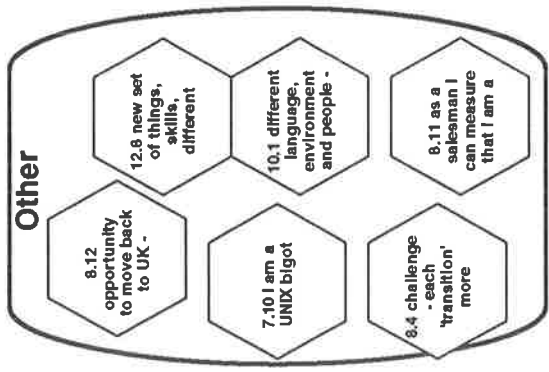 Other
8.12
opportunity
to move back
to UK -
12.6 new set
of things,
skills,
different
7.10 I am a
UNIX bigot
10.1 different
language,
environment
and people -
8.4 challenge
- each
'transition'
more
8.11 as a
salesman I
can measure
that I am a